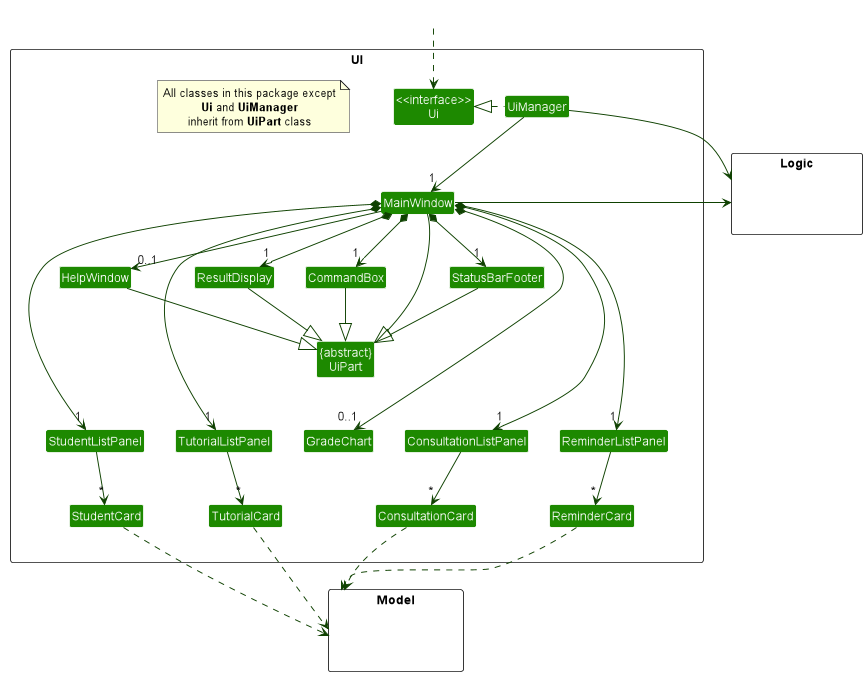 UI
All classes in this package except
Ui and UiManager
inherit from UiPart class
<<interface>>
Ui
UiManager
Logic
1
MainWindow
0..1
1
1
1
HelpWindow
ResultDisplay
CommandBox
StatusBarFooter
{abstract}
UiPart
1
1
0..1
1
1
StudentListPanel
TutorialListPanel
GradeChart
ConsultationListPanel
ReminderListPanel
*
*
*
*
StudentCard
TutorialCard
ConsultationCard
ReminderCard
Model